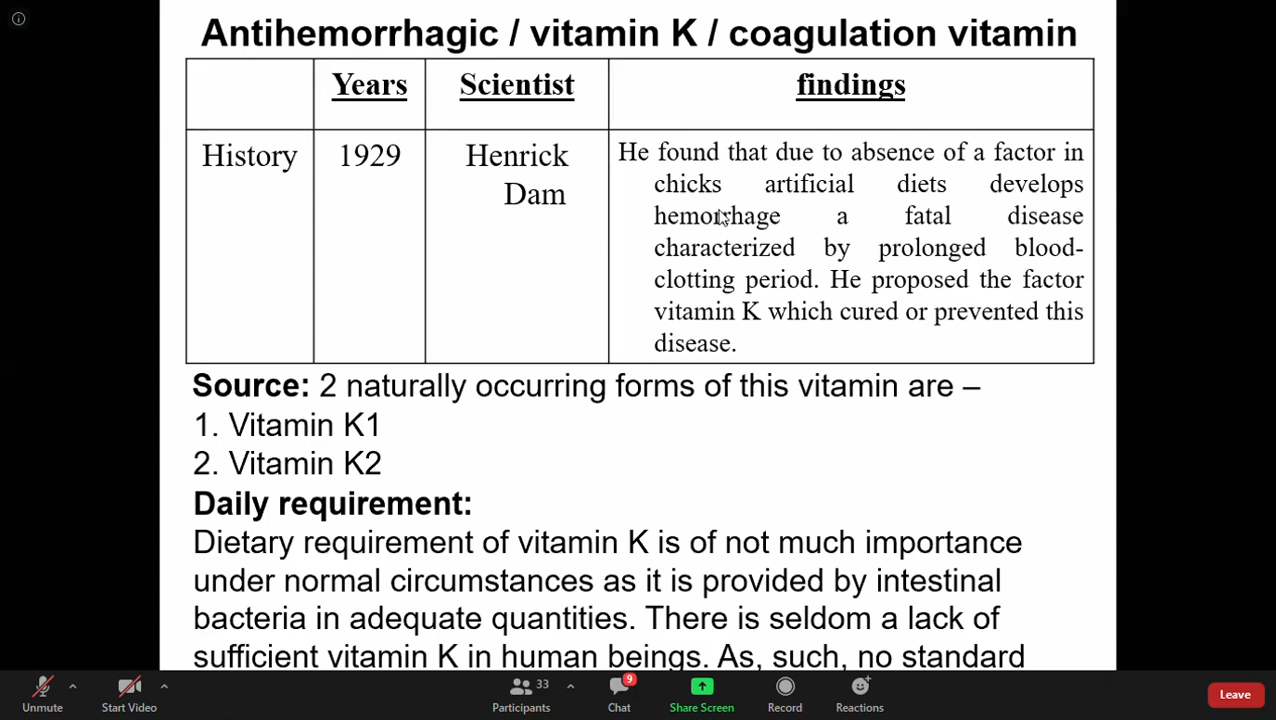 Antihemorrhagic / vitamin K / coagulation vitamin
Years Scientist findings
History 1929 Henrick Dam
He found that due to absence of a factor in
chicks artificial diets develops
hemorrhage a fatal disease
characterized by prolonged blood-
clotting period. He proposed the factor
vitamin K which cured or prevented this
disease.
Source: 2 naturally occurring forms of this vitamin are –
1. Vitamin K1
2. Vitamin K2
Daily requirement:
Dietary requirement of vitamin K is of not much importance
under normal circumstances as it is provided by intestinal
bacteria in adequate quantities. There is seldom a lack of
sufficient vitamin K in human beings. As, such, no standard
Unmute Start Video 33 Participants 9 Chat Share Screen Record Reactions Leave